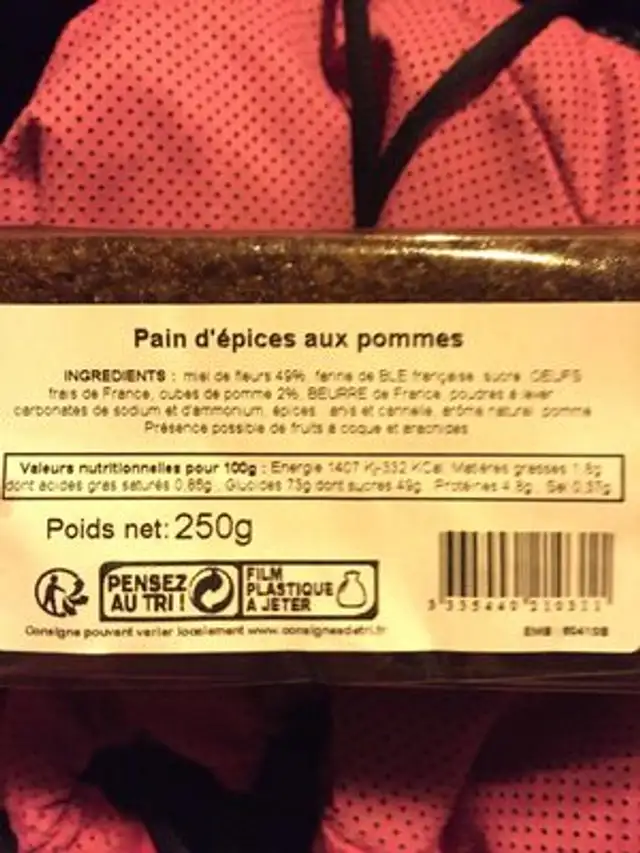 Pain d'épices aux pommes
INGREDIENTS : miel de fleurs 49% farine de BLE française sucre OEUFS
frais de France, cubes de pomme 2%, BEURRE de France, poudres à lever
carbonates de sodium et d'ammonium, épices anis et cannelle, arôme naturel pomme
Présence possible de fruits à coque et arachides
Valeurs nutritionnelles pour 100g : Energie 1407 Kj-332 KCal Matières grasses 1,8g
dont acides gras saturés 0,86g Glucides 73g dont sucres 49g Protéines 4,8g Sel 0,37g
Poids net: 250g
PENSEZ
AU TRI !
FILM
PLASTIQUE
A JETER
3 335440 210311
Consigne pouvant varier localement www.consignesdetri.fr
EMB